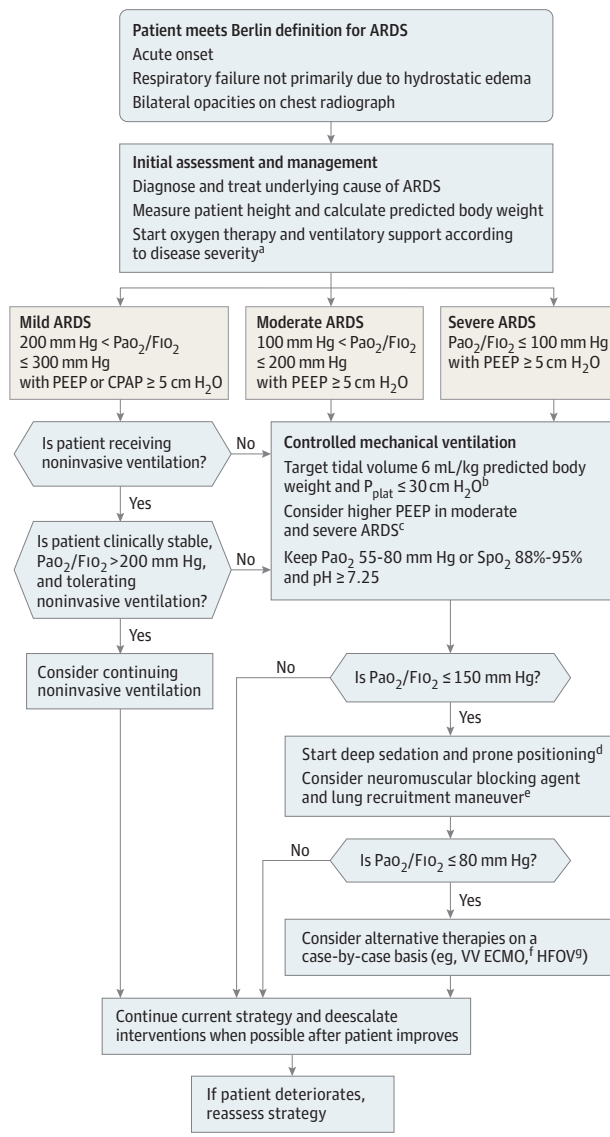 Patient meets Berlin definition for ARDS
Acute onset
Respiratory failure not primarily due to hydrostatic edema
Bilateral opacities on chest radiograph
Initial assessment and management
Diagnose and treat underlying cause of ARDS
Measure patient height and calculate predicted body weight
Start oxygen therapy and ventilatory support according
to disease severityᵃ
Mild ARDS
200 mm Hg < PaO₂/FIO₂
≤ 300 mm Hg
with PEEP or CPAP ≥ 5 cm H₂O
Moderate ARDS
100 mm Hg < PaO₂/FIO₂
≤ 200 mm Hg
with PEEP ≥ 5 cm H₂O
Severe ARDS
PaO₂/FIO₂ ≤ 100 mm Hg
with PEEP ≥ 5 cm H₂O
Is patient receiving
noninvasive ventilation?
No
Yes
Is patient clinically stable,
PaO₂/FIO₂ > 200 mm Hg,
and tolerating
noninvasive ventilation?
No
Yes
Consider continuing
noninvasive ventilation
Controlled mechanical ventilation
Target tidal volume 6 mL/kg predicted body
weight and Pplat ≤ 30 cm H₂Oᵇ
Consider higher PEEP in moderate
and severe ARDSᶜ
Keep PaO₂ 55-80 mm Hg or SpO₂ 88%-95%
and pH ≥ 7.25
Is PaO₂/FIO₂ ≤ 150 mm Hg?
No
Yes
Start deep sedation and prone positioningᵈ
Consider neuromuscular blocking agent
and lung recruitment maneuverᵉ
Is PaO₂/FIO₂ ≤ 80 mm Hg?
No
Yes
Consider alternative therapies on a
case-by-case basis (eg, VV ECMO,ᶠ HFOVᵍ)
Continue current strategy and deescalate
interventions when possible after patient improves
If patient deteriorates,
reassess strategy